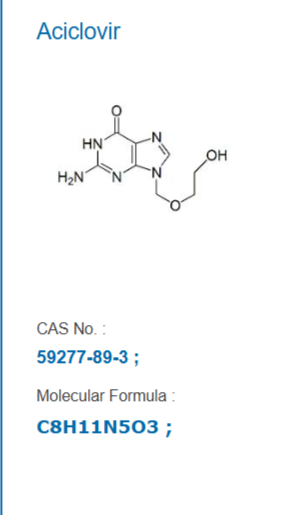 Aciclovir
O
HN
N
OH
H₂N
N
N
O
CAS No. :
59277-89-3 ;
Molecular Formula :
C8H11N5O3 ;